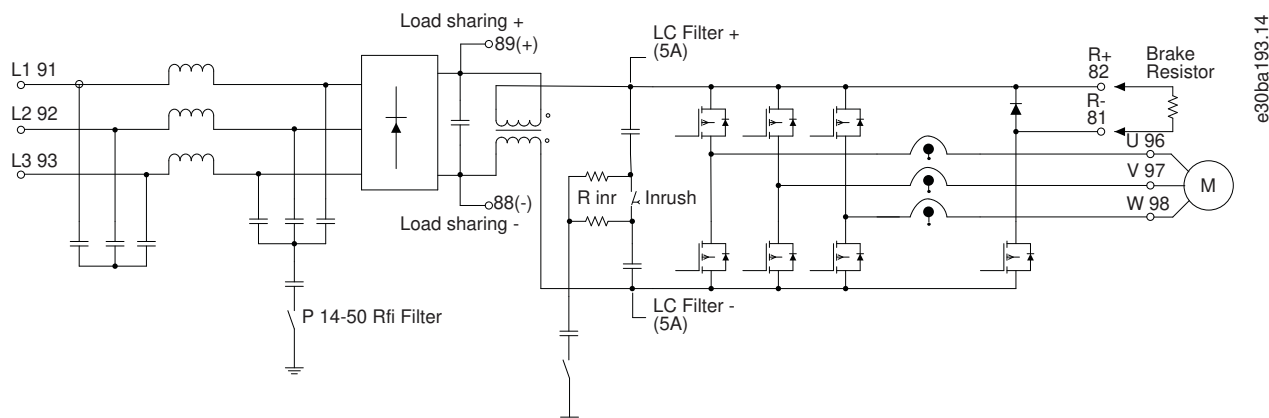 Load sharing +
89(+)
LC Filter +
(5A)
R+
82
Brake
Resistor
e30ba193.14
L1 91
L2 92
L3 93
R-
81
U 96
V 97
W 98
M
R inr
Inrush
88(-)
Load sharing -
LC Filter -
(5A)
P 14-50 Rfi Filter